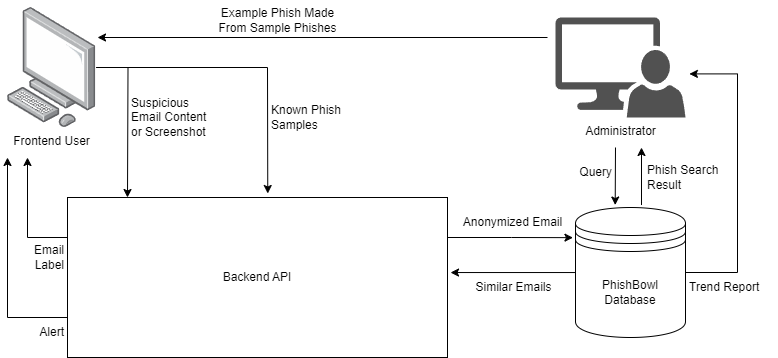 Example Phish Made
From Sample Phishes
Suspicious
Email Content
or Screenshot
Known Phish
Samples
Frontend User
Administrator
Query
Phish Search
Result
Anonymized Email
Email
Label
Backend API
Similar Emails
PhishBowl
Database
Trend Report
Alert